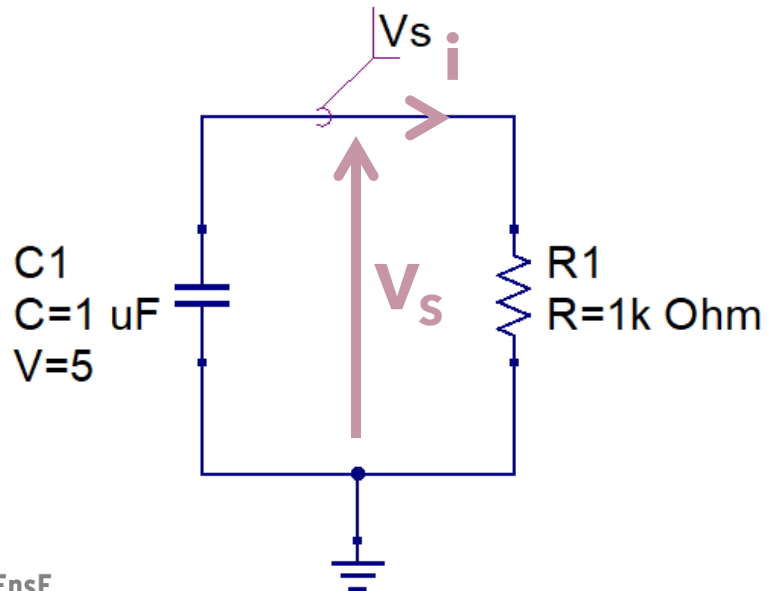 Vs
i
C1
C=1 uF
V=5
vs
R1
R=1k Ohm